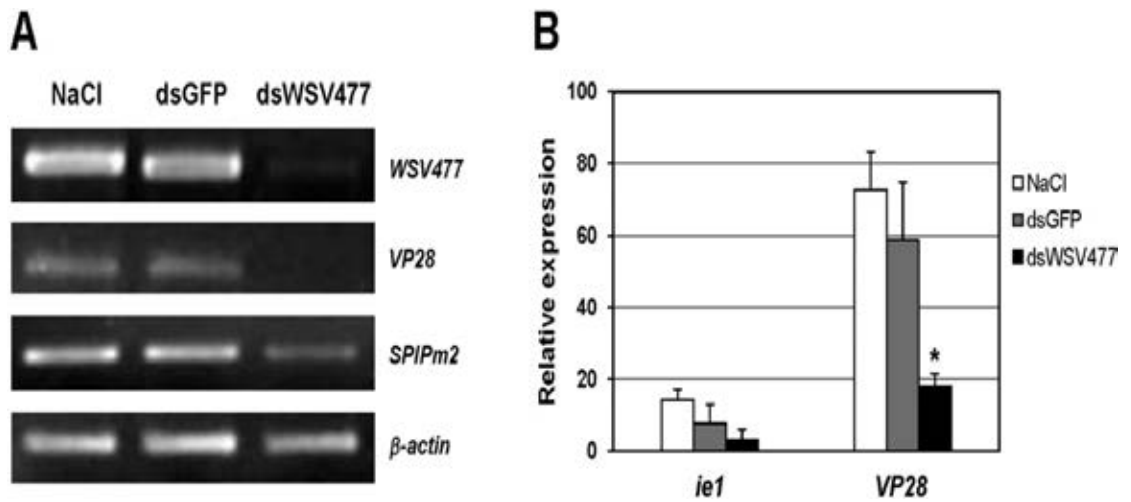 A
NaCl dsGFP dsWSV477
WSV477
VP28
SPIPm2
β-actin
B
Relative expression
100
80
60
40
20
0
*
ie1 VP28
NaCl
dsGFP
dsWSV477